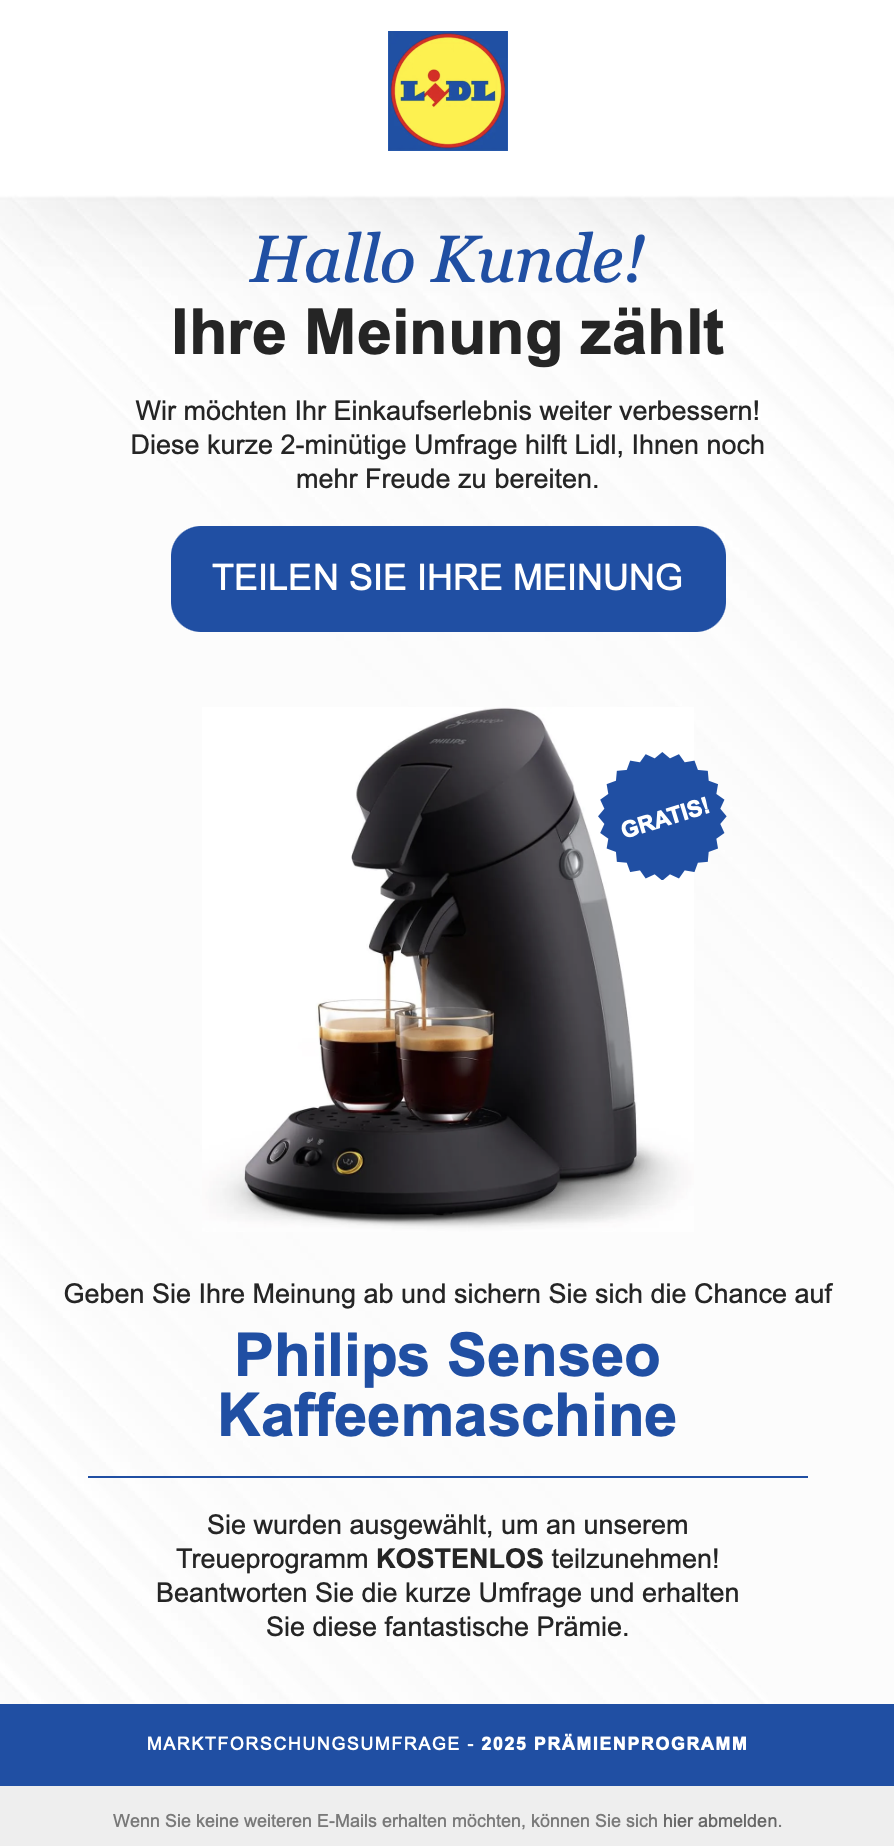 LIDL
Hallo Kunde!
Ihre Meinung zählt
Wir möchten Ihr Einkaufserlebnis weiter verbessern!
Diese kurze 2-minütige Umfrage hilft Lidl, Ihnen noch
mehr Freude zu bereiten.
TEILEN SIE IHRE MEINUNG
Senseo
PHILIPS
GRATIS!
Geben Sie Ihre Meinung ab und sichern Sie sich die Chance auf
Philips Senseo
Kaffeemaschine
Sie wurden ausgewählt, um an unserem
Treueprogramm KOSTENLOS teilzunehmen!
Beantworten Sie die kurze Umfrage und erhalten
Sie diese fantastische Prämie.
MARKTFORSCHUNGSUMFRAGE - 2025 PRÄMIENPROGRAMM
Wenn Sie keine weiteren E-Mails erhalten möchten, können Sie sich hier abmelden.